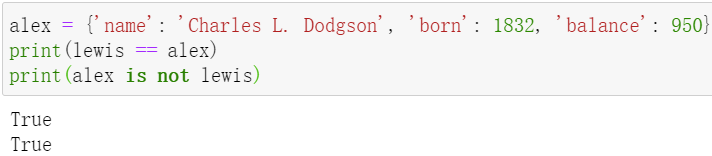 alex = {'name': 'Charles L. Dodgson', 'born': 1832, 'balance': 950}
print(lewis == alex)
print(alex is not lewis)
True
True